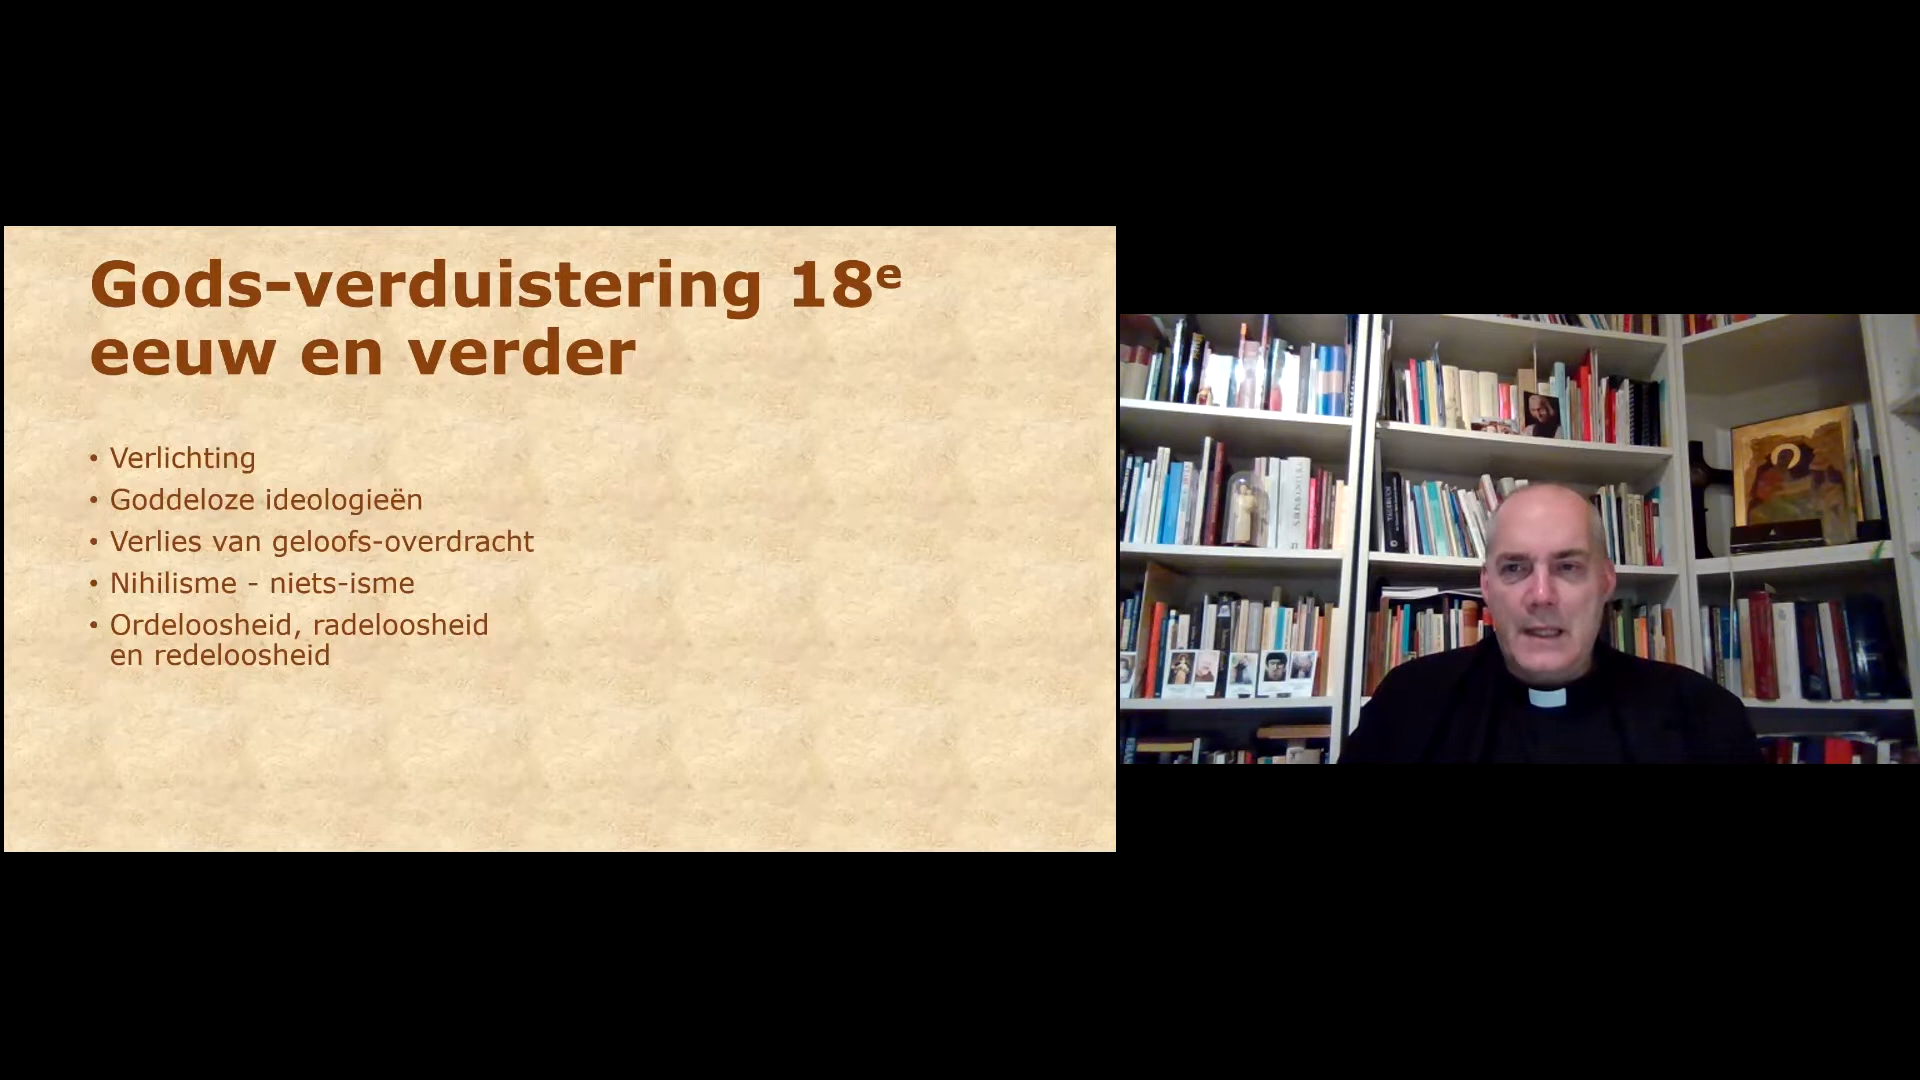 Gods-verduistering 18e
eeuw en verder
• Verlichting
• Goddeloze ideologieën
• Verlies van geloofs-overdracht
• Nihilisme - niets-isme
• Ordeloosheid, radeloosheid
en redeloosheid